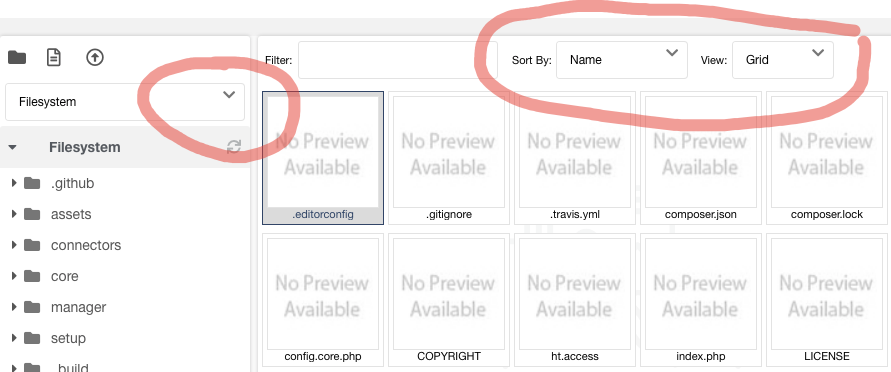 Filter:
Sort By: Name View: Grid
Filesystem
Filesystem
.github
assets
connectors
core
manager
setup
_build
No Preview Available
No Preview Available
No Preview Available
No Preview Available
No Preview Available
.editorconfig
.gitignore
.travis.yml
composer.json
composer.lock
No Preview Available
No Preview Available
No Preview Available
No Preview Available
No Preview Available
config.core.php
COPYRIGHT
ht.access
index.php
LICENSE